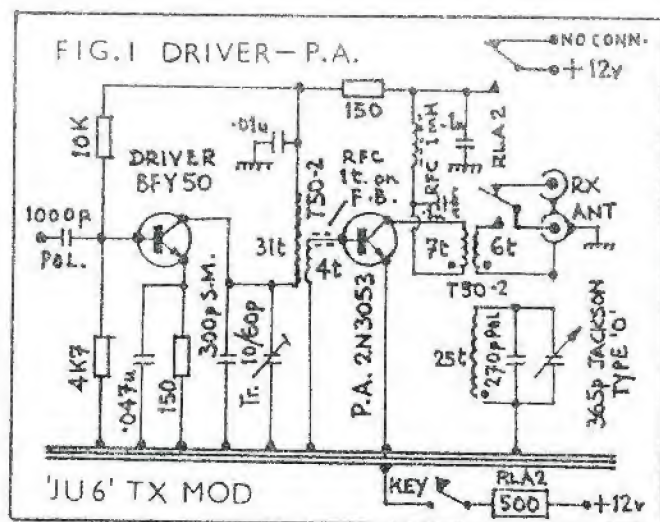 FIG.1 DRIVER-P.A.
NO CONN.
+12v
150
10K
.01u
.1u
RFC 1mH
RLA2
DRIVER
BFY50
RFC
1t. on
F.B.
T50-2
1000p
POL.
31t
4t
7t
6t
RX
ANT
T50-2
4K7
.047u
150
300p S.M.
10/60p
Tr.
P.A. 2N3053
25t
270p POL
365p JACKSON
TYPE 'O'
'JU6' TX MOD
KEY
RLA2
500
+12v